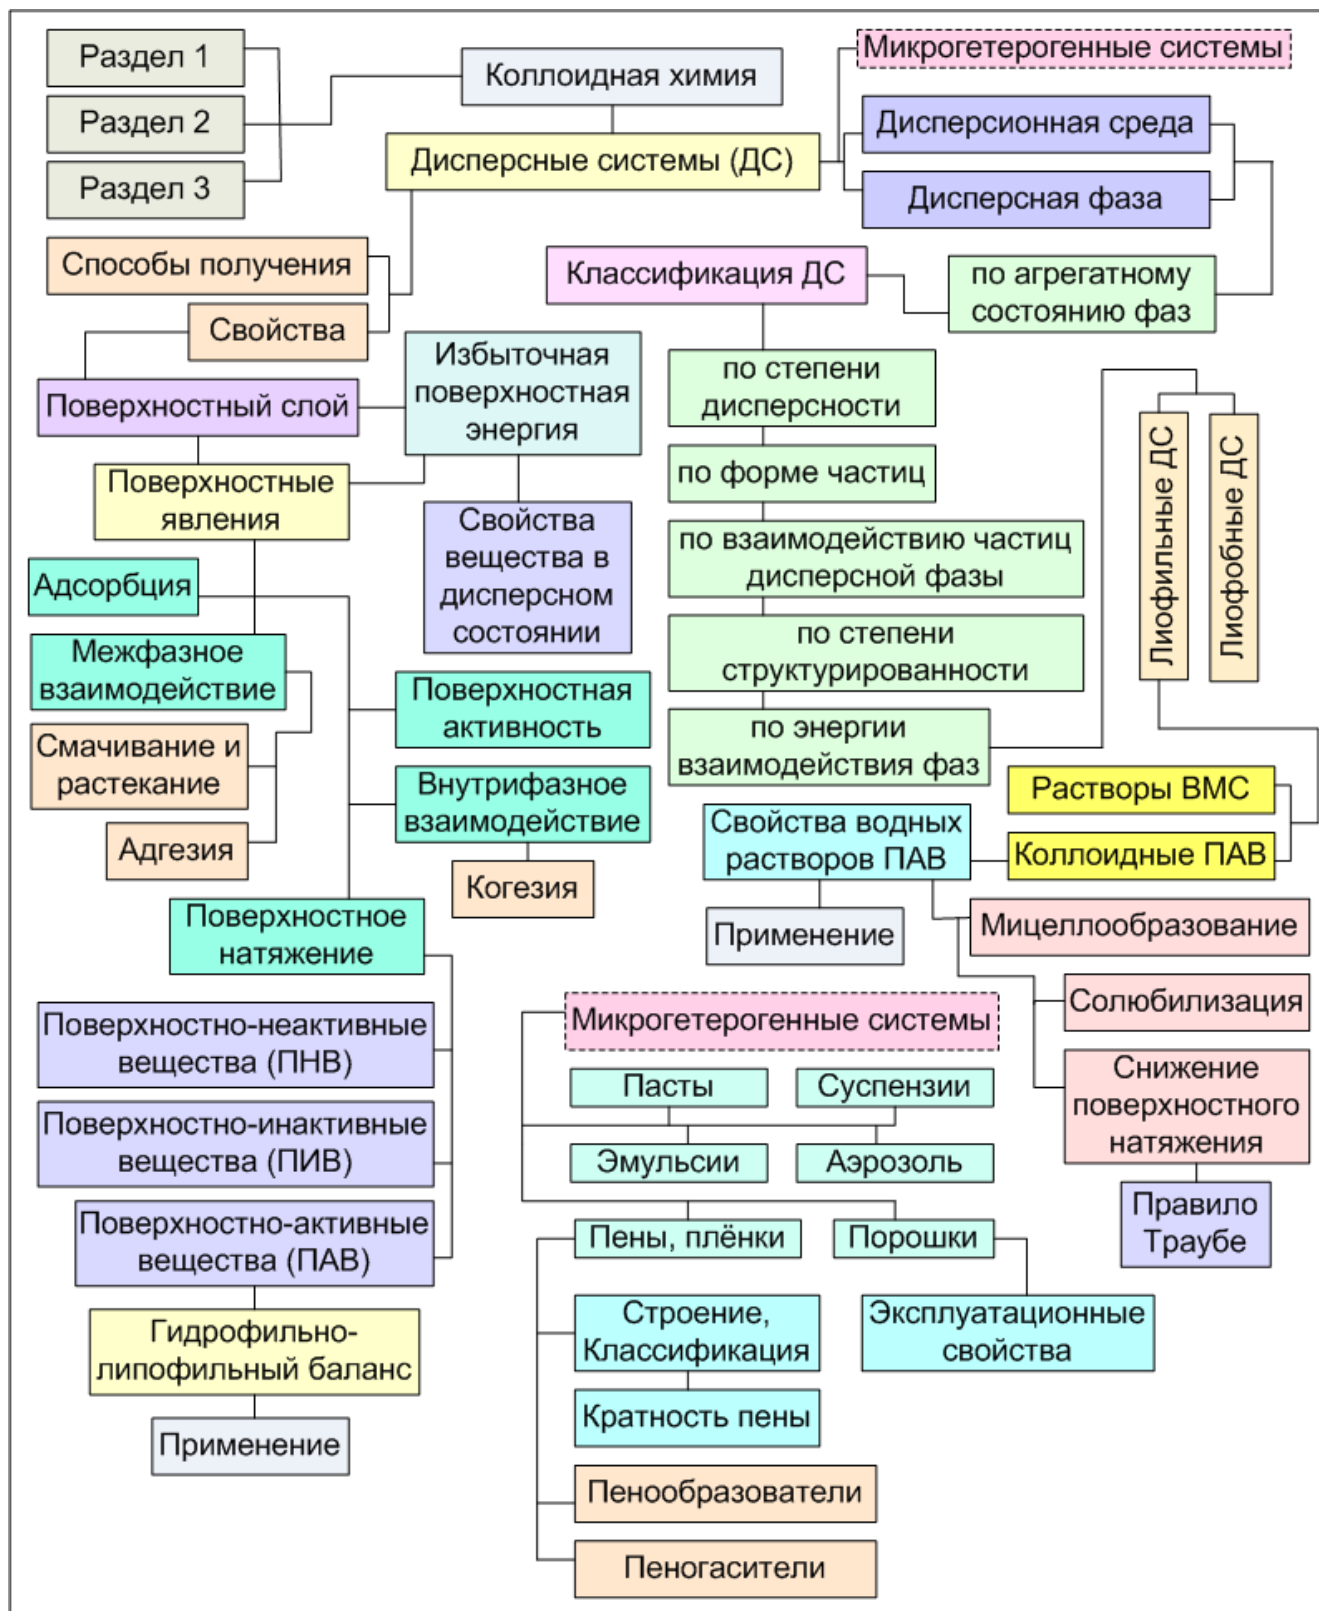 Раздел 1
Раздел 2
Раздел 3
Коллоидная химия
Дисперсные системы (ДС)
Микрогетерогенные системы
Дисперсионная среда
Дисперсная фаза
Способы получения
Свойства
Классификация ДС
по агрегатному
состоянию фаз
Поверхностный слой
Избыточная
поверхностная
энергия
по степени
дисперсности
Поверхностные
явления
по форме частиц
Лиофильные ДС
Лиофобные ДС
Свойства
вещества в
дисперсном
состоянии
по взаимодействию частиц
дисперсной фазы
Адсорбция
Межфазное
взаимодействие
по степени
структурированности
Поверхностная
активность
по энергии
взаимодействия фаз
Смачивание и
растекание
Адгезия
Внутрифазное
взаимодействие
Когезия
Растворы ВМС
Коллоидные ПАВ
Свойства водных
растворов ПАВ
Применение
Мицеллообразование
Солюбилизация
Снижение
поверхностного
натяжения
Правило
Траубе
Поверхностное
натяжение
Поверхностно-неактивные
вещества (ПНВ)
Поверхностно-инактивные
вещества (ПИВ)
Поверхностно-активные
вещества (ПАВ)
Гидрофильно-
липофильный баланс
Применение
Микрогетерогенные системы
Пасты
Суспензии
Эмульсии
Аэрозоль
Пены, плёнки
Порошки
Строение,
Классификация
Эксплуатационные
свойства
Кратность пены
Пенообразователи
Пеногасители